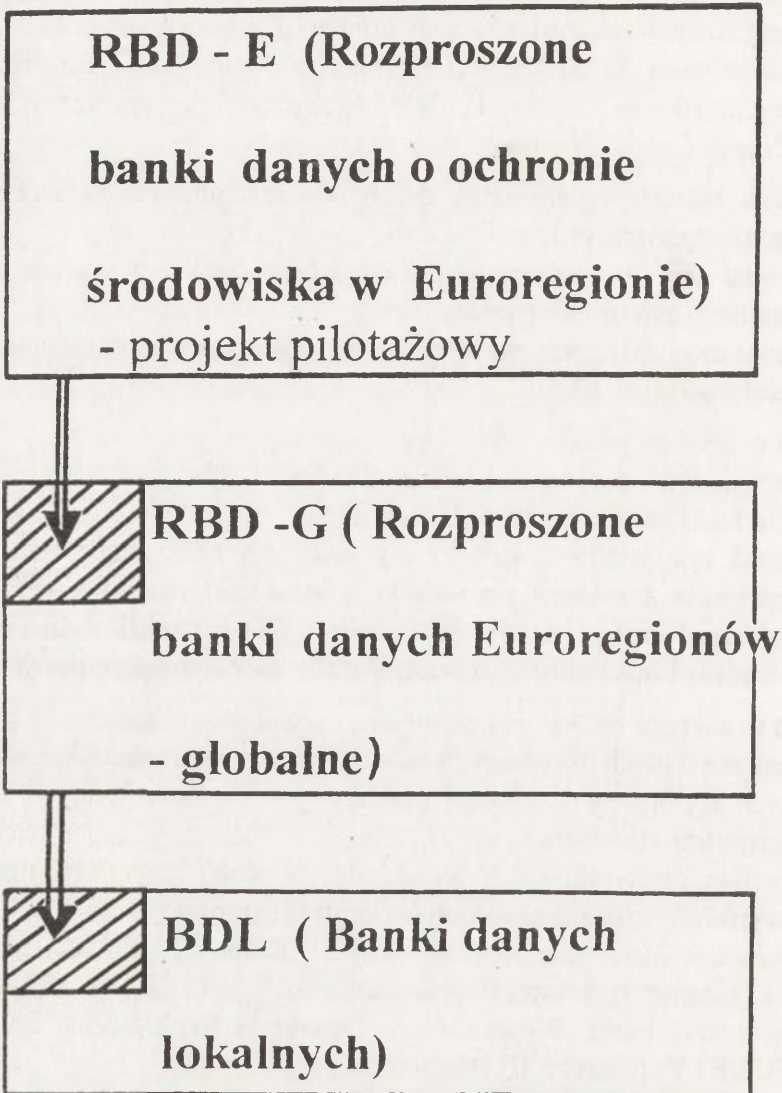 RBD - E (Rozproszone
banki danych o ochronie
środowiska w Euroregionie)
- projekt pilotażowy
RBD -G ( Rozproszone
banki danych Euroregionów
- globalne)
BDL ( Banki danych
lokalnych)